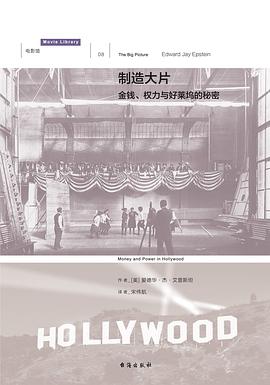 Movie Library
电影馆
08
The Big Picture
Edward Jay Epstein
制造大片
金钱、权力与好莱坞的秘密
Money and Power in Hollywood
作者_[美] 爱德华·杰·艾普斯坦
译者_宋伟航
HOLLYWOOD
台海出版社